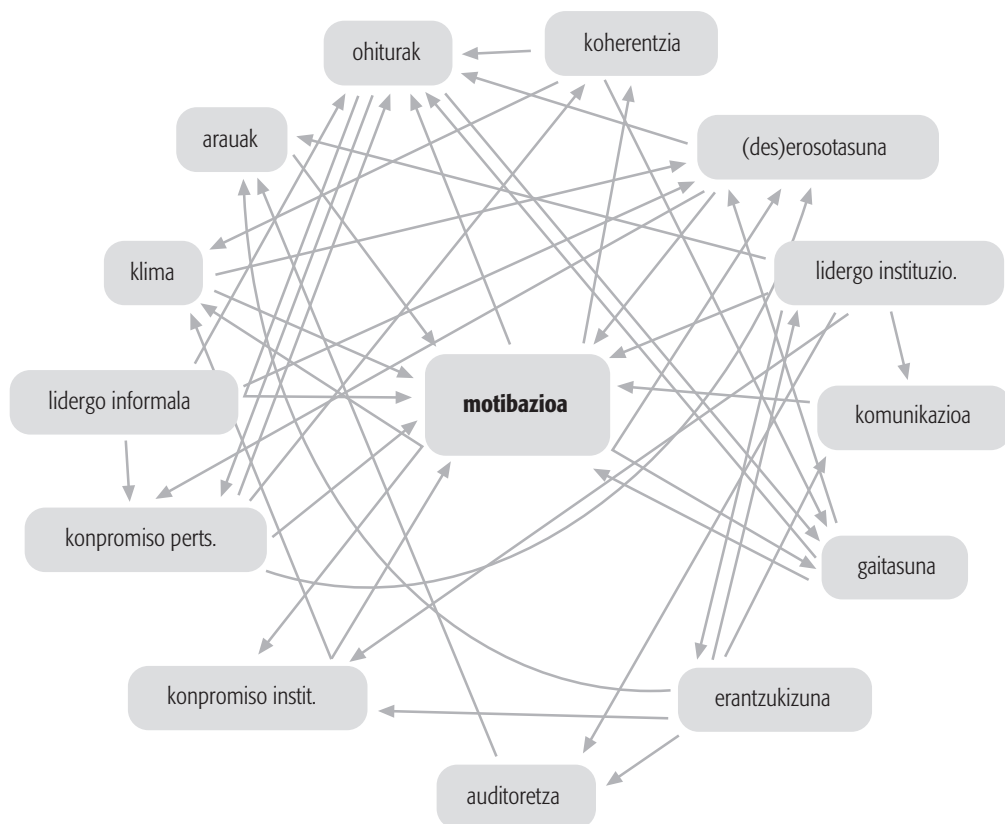 koherentzia
ohiturak
arauak
(des)erosotasuna
klima
lidergo instituzio.
lidergo informala
motibazioa
komunikazioa
konpromiso perts.
gaitasuna
konpromiso instit.
erantzukizuna
auditoretza